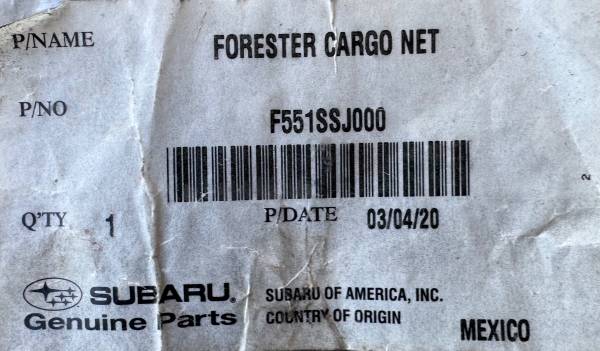 P/NAME FORESTER CARGO NET
P/NO F551SSJ000
Q'TY 1 P/DATE 03/04/20
2
SUBARU. SUBARU OF AMERICA, INC.
Genuine Parts COUNTRY OF ORIGIN MEXICO